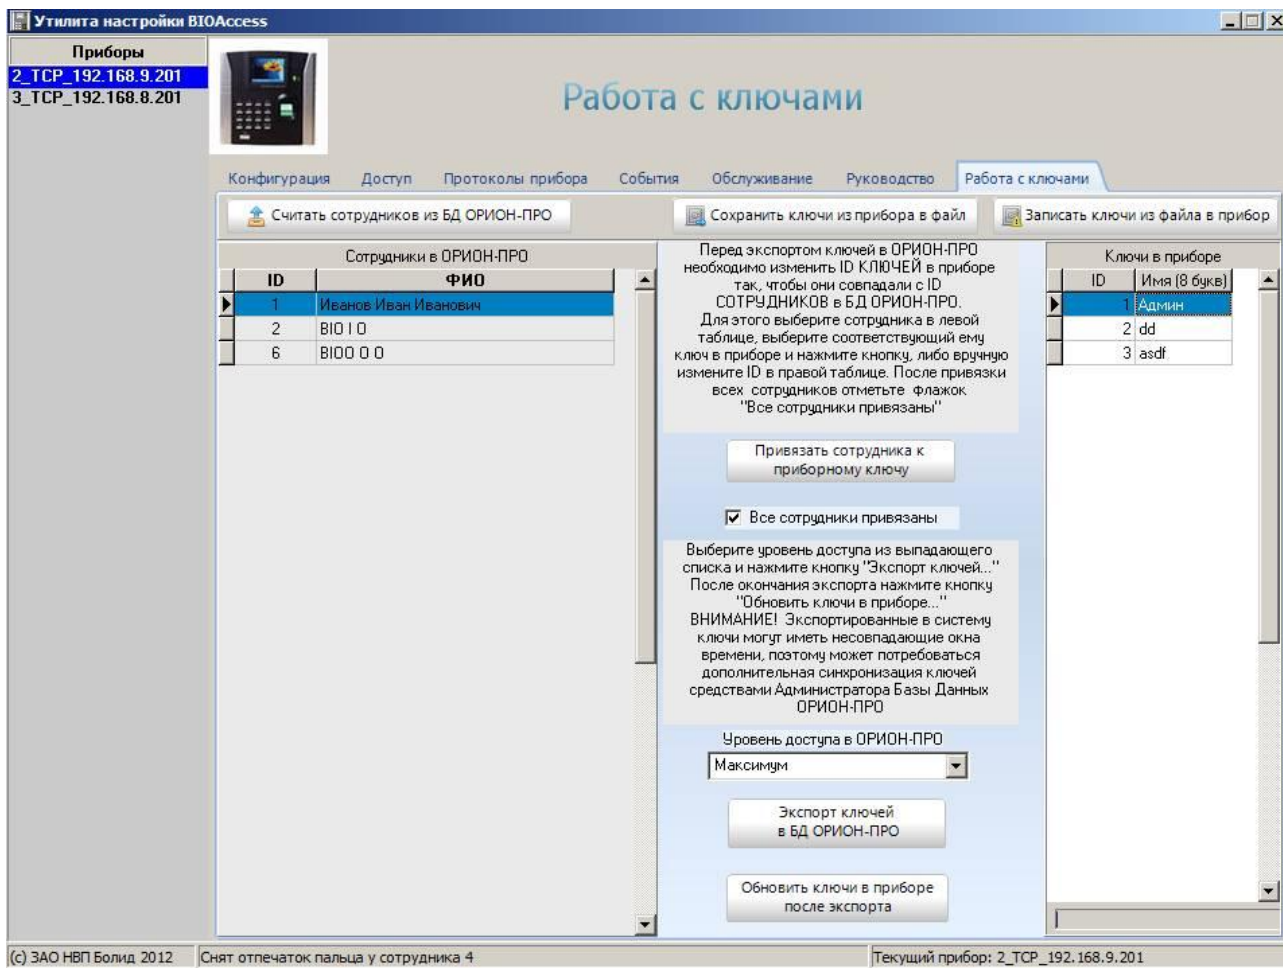 Утилита настройки BIOAccess
Приборы
2_TCP_192.168.9.201
3_TCP_192.168.8.201
Работа с ключами
Конфигурация Доступ Протоколы прибора События Обслуживание Руководство Работа с ключами
Считать сотрудников из БД ОРИОН-ПРО
Сохранить ключи из прибора в файл
Записать ключи из файла в прибор
Сотрудники в ОРИОН-ПРО
ID ФИО
1 Иванов Иван Иванович
2 BIO I O
6 BIOO O O
Перед экспортом ключей в ОРИОН-ПРО
необходимо изменить ID КЛЮЧЕЙ в приборе
так, чтобы они совпадали с ID
СОТРУДНИКОВ в БД ОРИОН-ПРО.
Для этого выберите сотрудника в левой
таблице, выберите соответствующий ему
ключ в приборе и нажмите кнопку, либо вручную
измените ID в правой таблице. После привязки
всех сотрудников отметьте флажок
"Все сотрудники привязаны"
Привязать сотрудника к
приборному ключу
Все сотрудники привязаны
Выберите уровень доступа из выпадающего
списка и нажмите кнопку "Экспорт ключей..."
После окончания экспорта нажмите кнопку
"Обновить ключи в приборе..."
ВНИМАНИЕ! Экспортированные в систему
ключи могут иметь несовпадающие окна
времени, поэтому может потребоваться
дополнительная синхронизация ключей
средствами Администратора Базы Данных
ОРИОН-ПРО
Уровень доступа в ОРИОН-ПРО
Максимум
Экспорт ключей
в БД ОРИОН-ПРО
Обновить ключи в приборе
после экспорта
Ключи в приборе
ID Имя (8 букв)
1 Админ
2 dd
3 asdf
(c) ЗАО НВП Болид 2012
Снят отпечаток пальца у сотрудника 4
Текущий прибор: 2_TCP_192.168.9.201